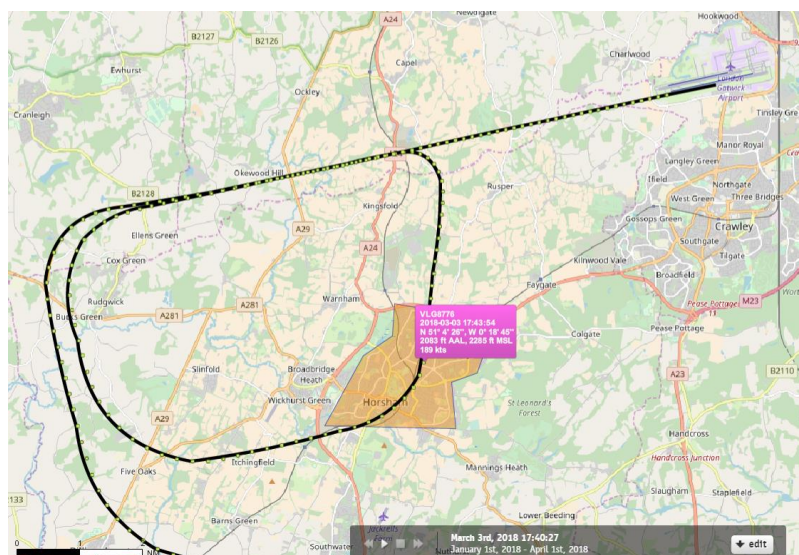 Newdigate
Hookwood
A24
B2127
B2126
Capel
Charlwood
A23
Ewhurst
London
Gatwick
Airport
Ockley
Cranleigh
Tinsley Gre
Manor Royal
Langley Green
Okewood Hill
Ifield
Northgate
B2128
Rusper
West Green
Three Bridges
Kingsfold
Gossops Green
Crawley
A29
Southgate
Ellens Green
A24
Tilgate
Cox Green
Kilnwood Vale
Broadfield
Faygate
M23
Rudgwick
Warnham
Pease Pottages
Bucks Green
A281
A281
VLG8776
2018-03-03 17:43:54
N 51° 4' 26", W 0° 18' 45"
2083 ft AAL, 2285 ft MSL
189 kts
Pease Pottage
Colgate
Slinfold
Broadbridge
Heath
A23
B2110
Wickhurst Green
Horsham
St Leonard's
Forest
A29
Handcross
Handcross Junction
Five Oaks
Itchingfield
Mannings Heath
Slaugham
Staplefield
2133
Barns Green
Lower Beeding
Southwater
0
1
NM
March 3rd, 2018 17:40:27
January 1st, 2018 - April 1st, 2018
edit